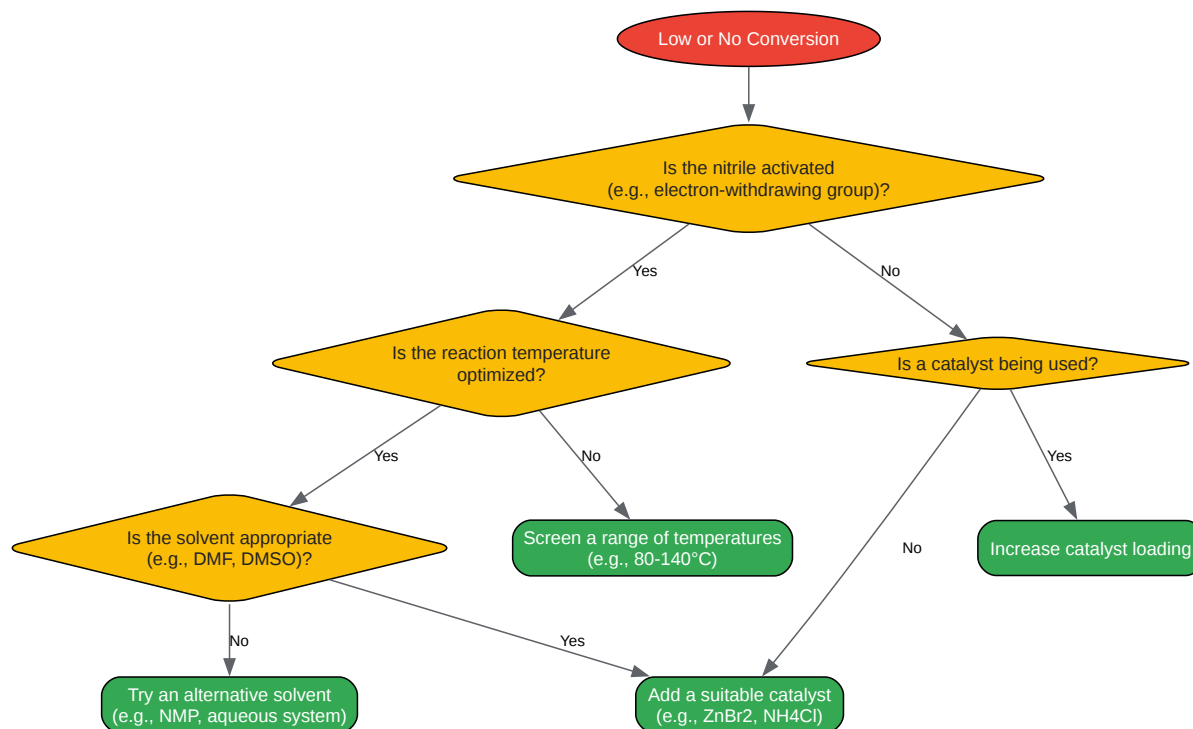 Low or No Conversion
Is the nitrile activated
(e.g., electron-withdrawing group)?
Yes
No
Is the reaction temperature
optimized?
Is a catalyst being used?
Yes
No
Yes
Is the solvent appropriate
(e.g., DMF, DMSO)?
Screen a range of temperatures
(e.g., 80-140°C)
No
Increase catalyst loading
No
Yes
Try an alternative solvent
(e.g., NMP, aqueous system)
Add a suitable catalyst
(e.g., ZnBr2, NH4Cl)